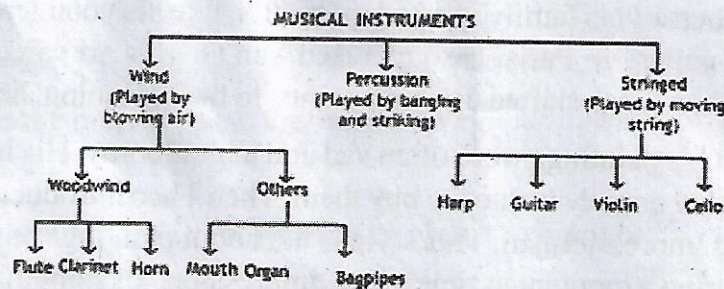 MUSICAL INSTRUMENTS
Wind
(Played by
blowing air)
Percussion
(Played by banging
and striking)
Stringed
(Played by moving
string)
Woodwind
Others
Harp
Guitar
Violin
Cello
Flute
Clarinet
Horn
Mouth Organ
Bagpipes